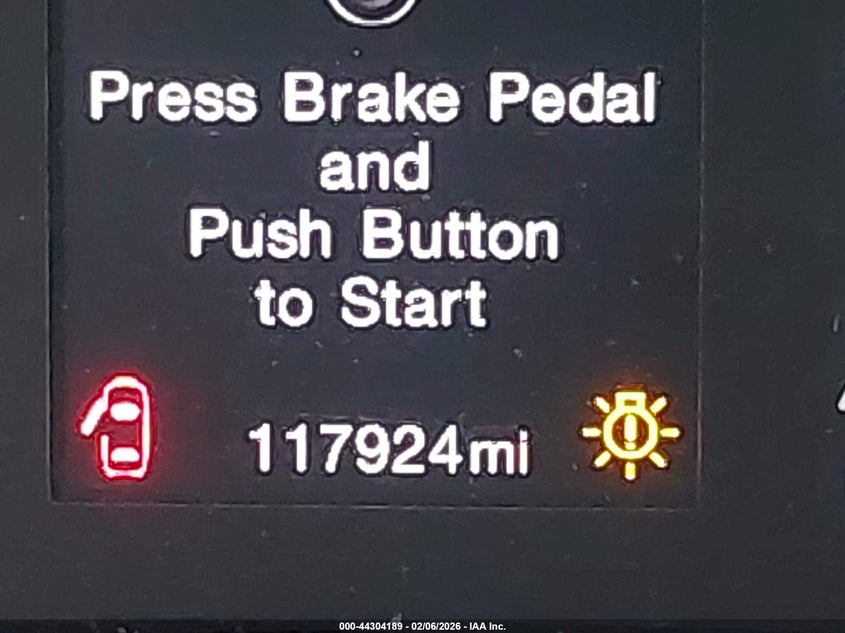 Press Brake Pedal
and
Push Button
to Start
117924mi
000-44304189 - 02/06/2026 - IAA Inc.